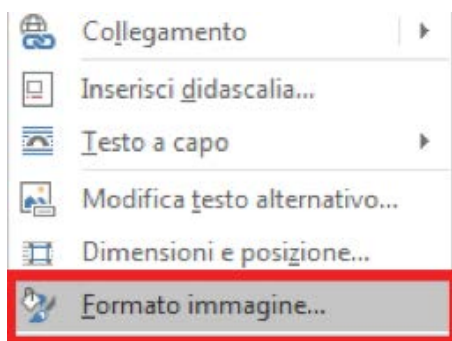 Collegamento
Inserisci didascalia...
Testo a capo
Modifica testo alternativo...
Dimensioni e posizione...
Formato immagine...